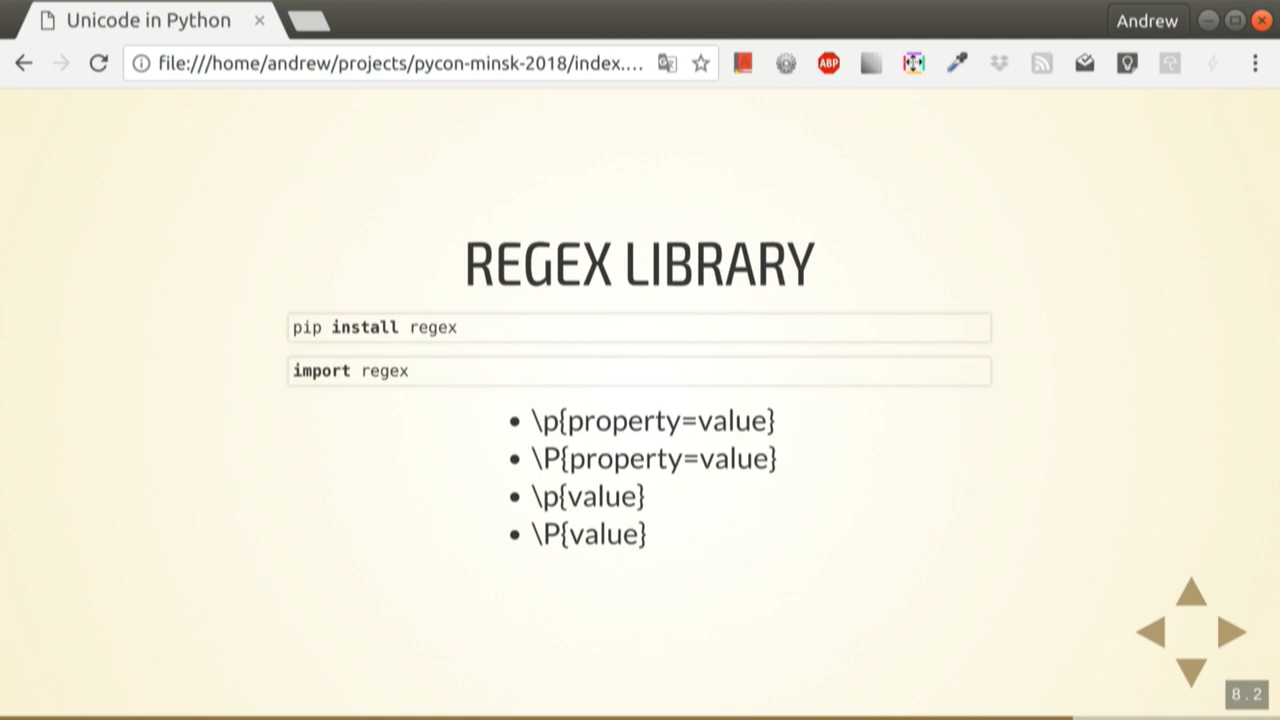 Unicode in Python
Andrew
file:///home/andrew/projects/pycon-minsk-2018/index....
ABP
REGEX LIBRARY
pip install regex
import regex
• \p{property=value}
• \P{property=value}
• \p{value}
• \P{value}
8.2